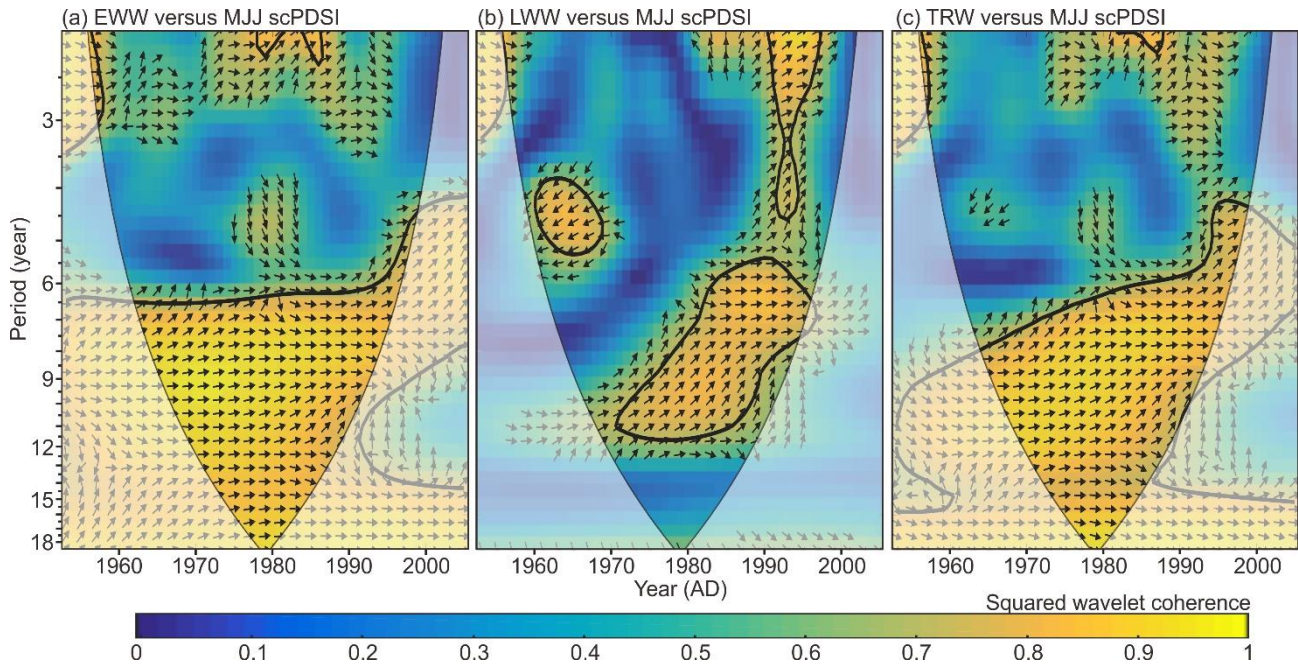 (a) EWW versus MJJ scPDSI
(b) LWW versus MJJ scPDSI
(c) TRW versus MJJ scPDSI
Period (year)
3
6
9
12
15
18
1960 1970 1980 1990 2000
1960 1970 1980 1990 2000
1960 1970 1980 1990 2000
Year (AD)
Squared wavelet coherence
0 0.1 0.2 0.3 0.4 0.5 0.6 0.7 0.8 0.9 1